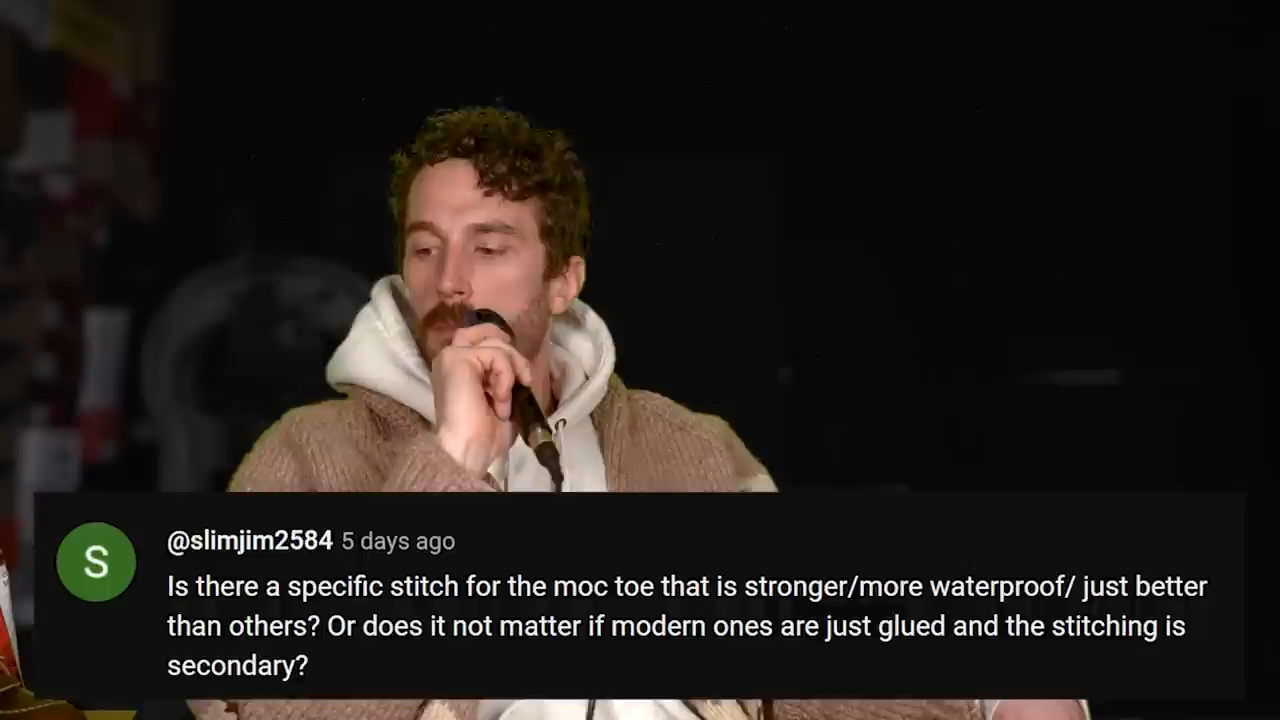 S
@slimjim2584 5 days ago
Is there a specific stitch for the moc toe that is stronger/more waterproof/ just better
than others? Or does it not matter if modern ones are just glued and the stitching is
secondary?